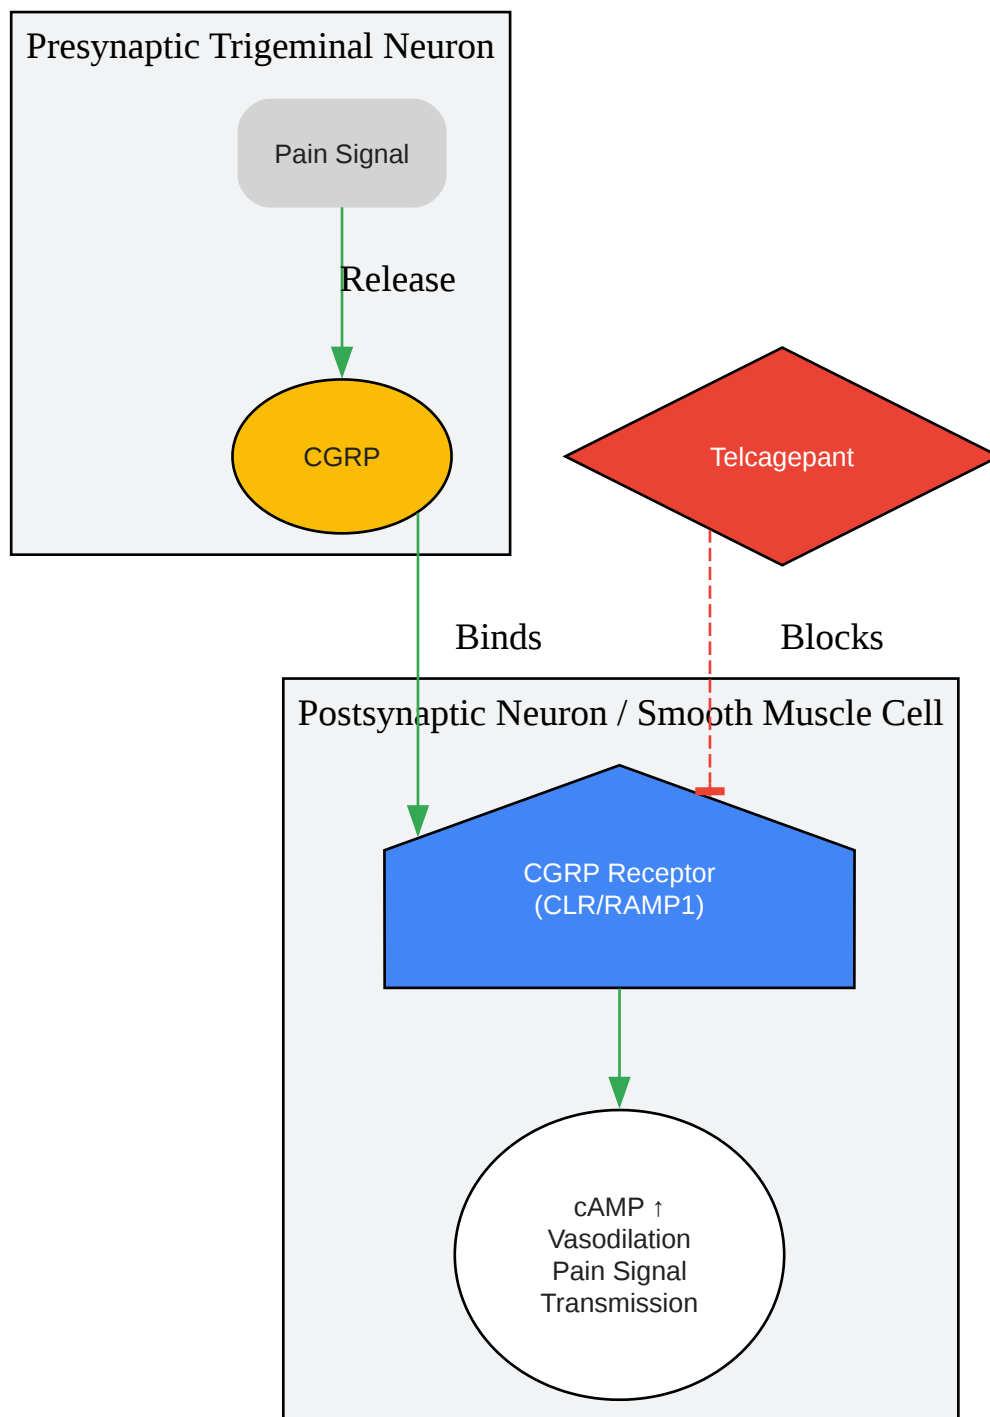 Presynaptic Trigeminal Neuron
Pain Signal
Release
CGRP
Telcagepant
Binds
Blocks
Postsynaptic Neuron / Smooth Muscle Cell
CGRP Receptor
(CLR/RAMP1)
cAMP ↑
Vasodilation
Pain Signal
Transmission